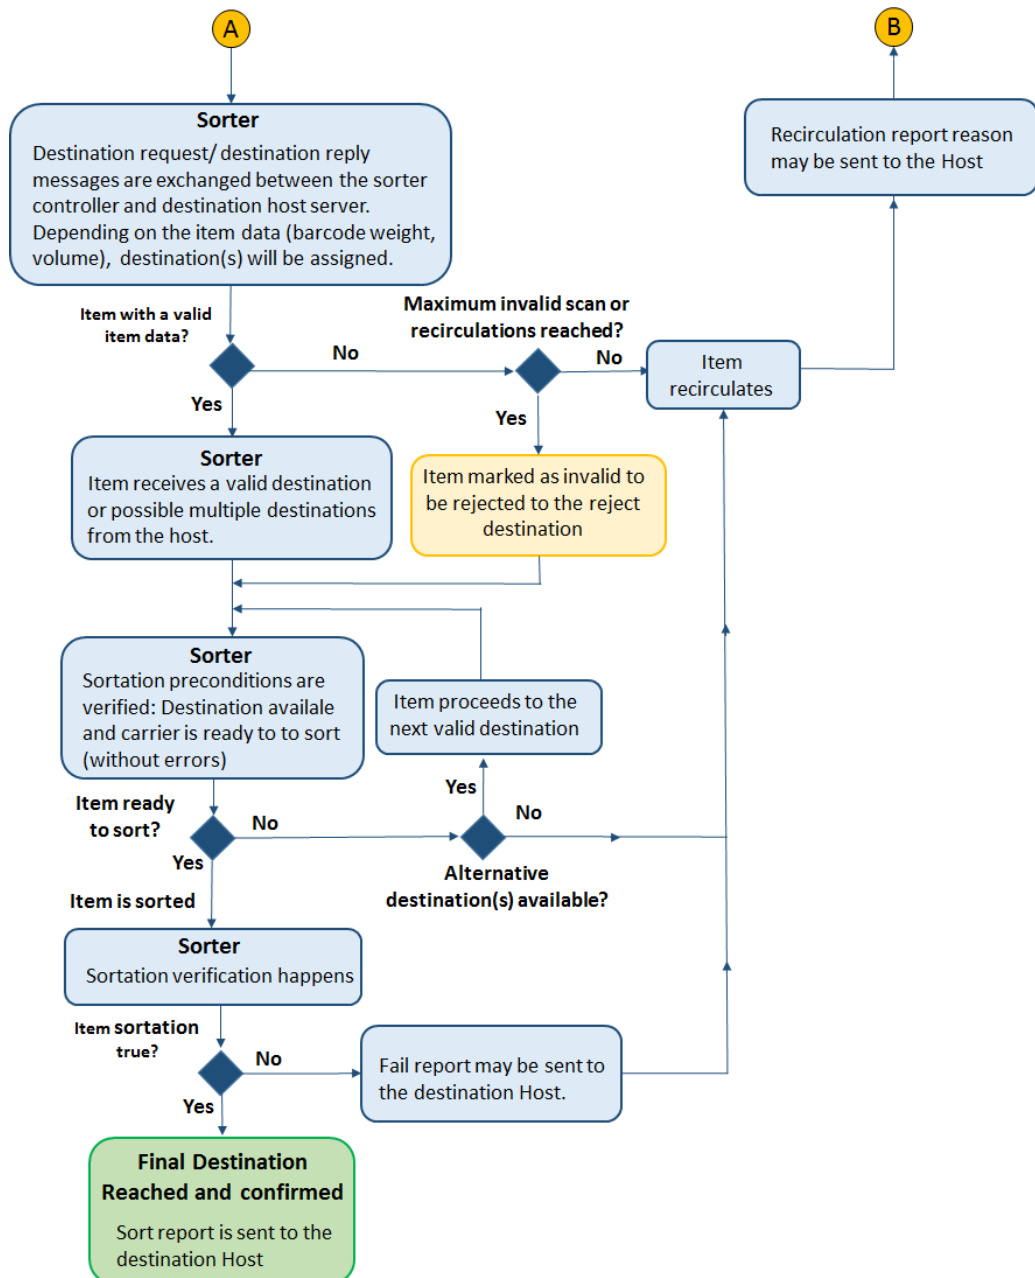 A
B
Sorter
Destination request/ destination reply
messages are exchanged between the sorter
controller and destination host server.
Depending on the item data (barcode weight,
volume), destination(s) will be assigned.
Recirculation report reason
may be sent to the Host
Item with a valid
item data?
Maximum invalid scan or
recirculations reached?
No
No
Item
recirculates
Yes
Yes
Sorter
Item receives a valid destination
or possible multiple destinations
from the host.
Item marked as invalid to
be rejected to the reject
destination
Sorter
Sortation preconditions are
verified: Destination availale
and carrier is ready to to sort
(without errors)
Item proceeds to the
next valid destination
Yes
Item ready
to sort?
No
No
Yes
Alternative
destination(s) available?
Item is sorted
Sorter
Sortation verification happens
Item sortation
true?
No
Fail report may be sent to
the destination Host.
Yes
Final Destination
Reached and confirmed
Sort report is sent to the
destination Host